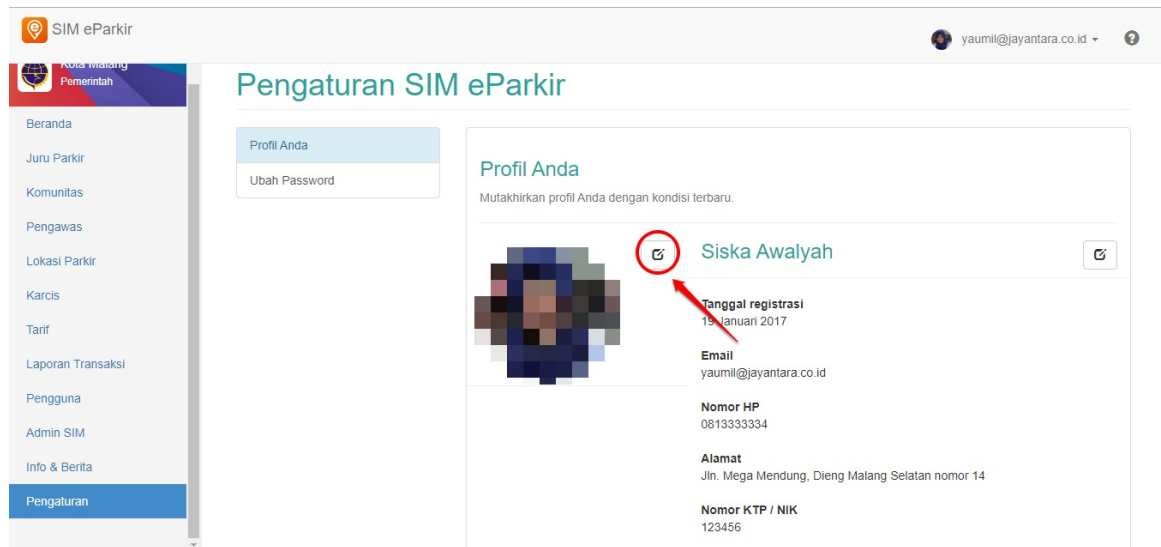 SIM eParkir
yaumil@jayantara.co.id
Kota Malang
Pemerintah
Pengaturan SIM eParkir
Beranda
Juru Parkir
Komunitas
Pengawas
Lokasi Parkir
Karcis
Tarif
Laporan Transaksi
Pengguna
Admin SIM
Info & Berita
Pengaturan
Profil Anda
Ubah Password
Profil Anda
Mutakhirkan profil Anda dengan kondisi terbaru.
Siska Awalyah
Tanggal registrasi
19 Januari 2017
Email
yaumil@jayantara.co.id
Nomor HP
0813333334
Alamat
Jln. Mega Mendung, Dieng Malang Selatan nomor 14
Nomor KTP / NIK
123456